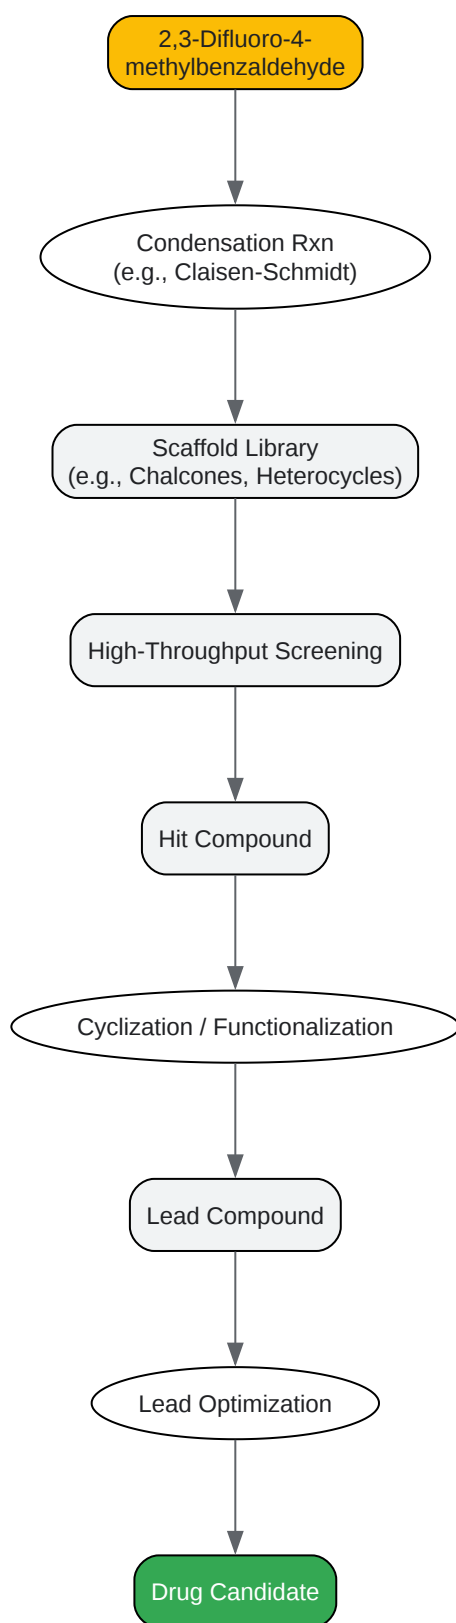 2,3-Difluoro-4-
methylbenzaldehyde
Condensation Rxn
(e.g., Claisen-Schmidt)
Scaffold Library
(e.g., Chalcones, Heterocycles)
High-Throughput Screening
Hit Compound
Cyclization / Functionalization
Lead Compound
Lead Optimization
Drug Candidate